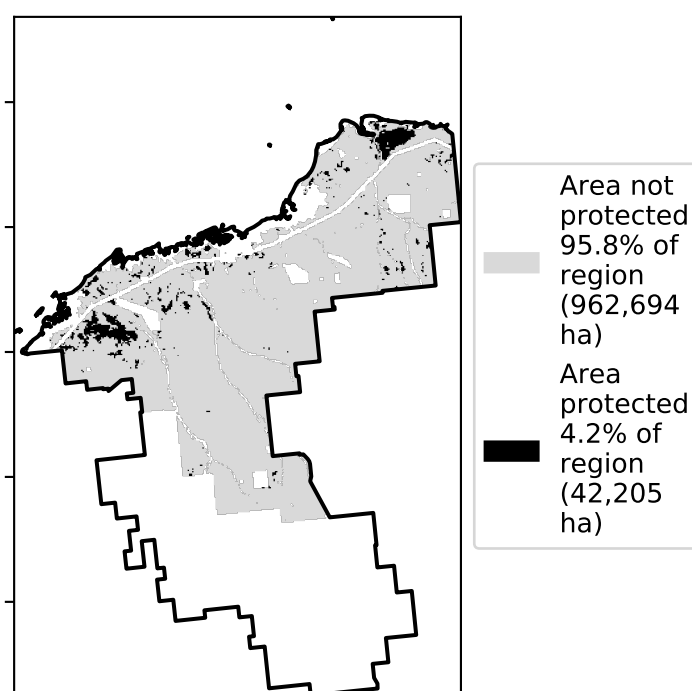 Area not
protected
95.8% of
region
(962,694
ha)
Area
protected
4.2% of
region
(42,205
ha)